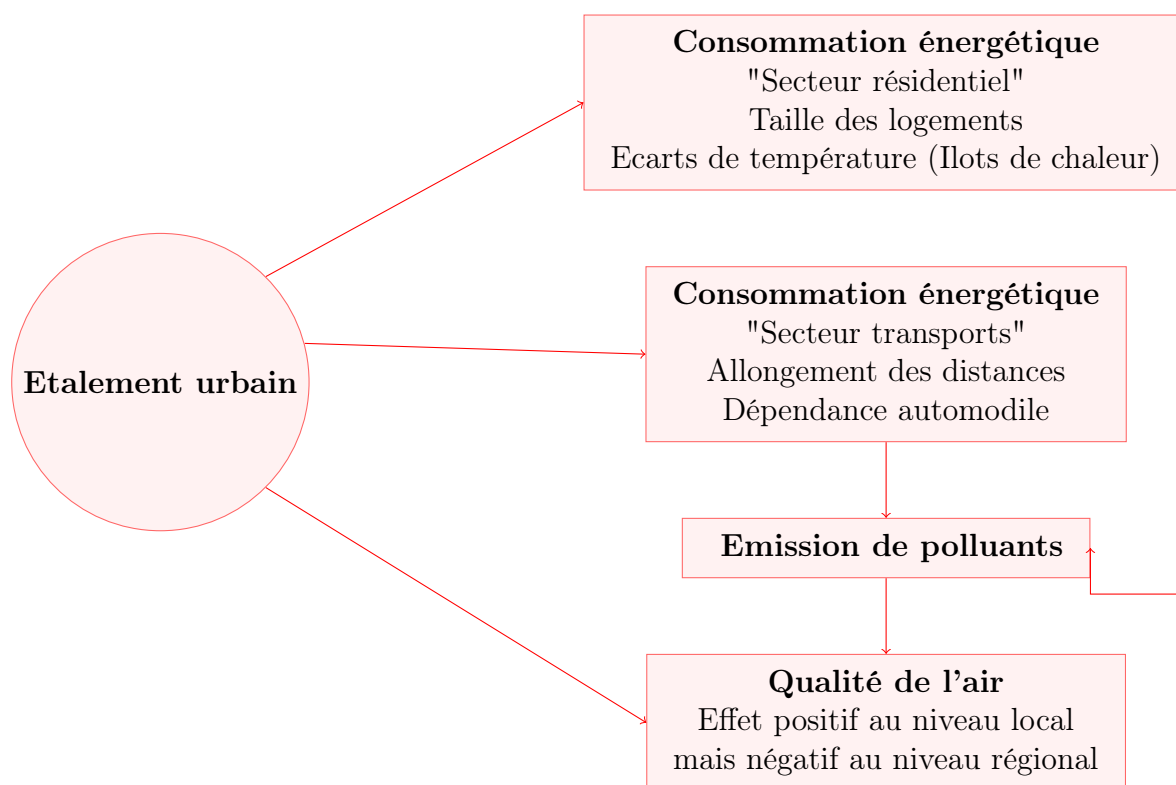 Consommation énergétique
"Secteur résidentiel"
Taille des logements
Ecarts de température (Ilots de chaleur)
Etalement urbain
Consommation énergétique
"Secteur transports"
Allongement des distances
Dépendance automodile
Emission de polluants
Qualité de l'air
Effet positif au niveau local
mais négatif au niveau régional